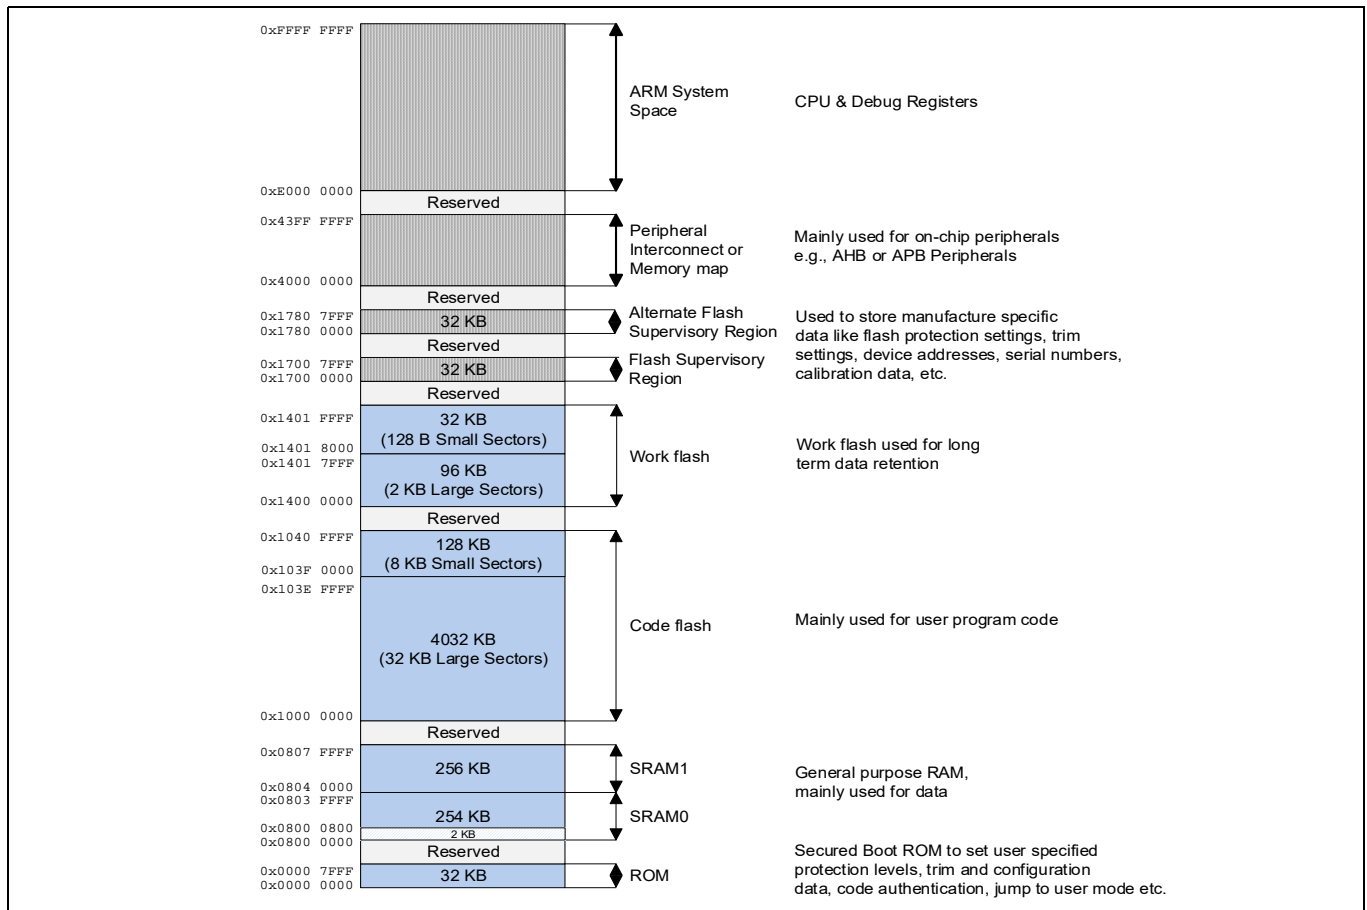 0xFFFF FFFF
ARM System
Space
CPU & Debug Registers
0xE000 0000
Reserved
0x43FF FFFF
Peripheral
Interconnect or
Memory map
Mainly used for on-chip peripherals
e.g., AHB or APB Peripherals
0x4000 0000
Reserved
0x1780 7FFF
0x1780 0000
32 KB
Alternate Flash
Supervisory Region
Used to store manufacture specific
data like flash protection settings, trim
settings, device addresses, serial numbers,
calibration data, etc.
Reserved
0x1700 7FFF
0x1700 0000
32 KB
Flash Supervisory
Region
Reserved
0x1401 FFFF
32 KB
(128 B Small Sectors)
0x1401 8000
0x1401 7FFF
96 KB
(2 KB Large Sectors)
0x1400 0000
Work flash
Work flash used for long
term data retention
Reserved
0x1040 FFFF
128 KB
(8 KB Small Sectors)
0x103F 0000
0x103E FFFF
4032 KB
(32 KB Large Sectors)
0x1000 0000
Code flash
Mainly used for user program code
Reserved
0x0807 FFFF
256 KB
SRAM1
0x0804 0000
0x0803 FFFF
254 KB
SRAM0
General purpose RAM,
mainly used for data
0x0800 0800
2 KB
0x0800 0000
Reserved
0x0000 7FFF
0x0000 0000
32 KB
ROM
Secured Boot ROM to set user specified
protection levels, trim and configuration
data, code authentication, jump to user mode etc.